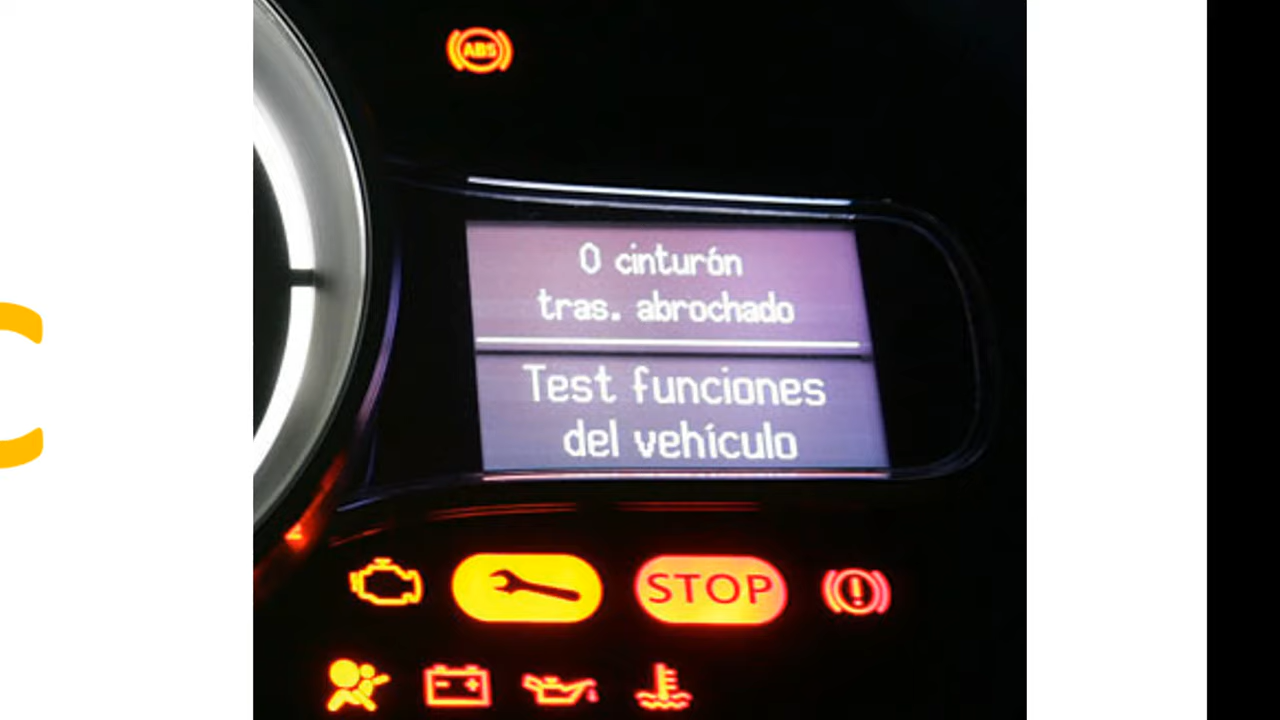 ABS
0 cinturón
tras. abrochado
Test funciones
del vehículo
STOP